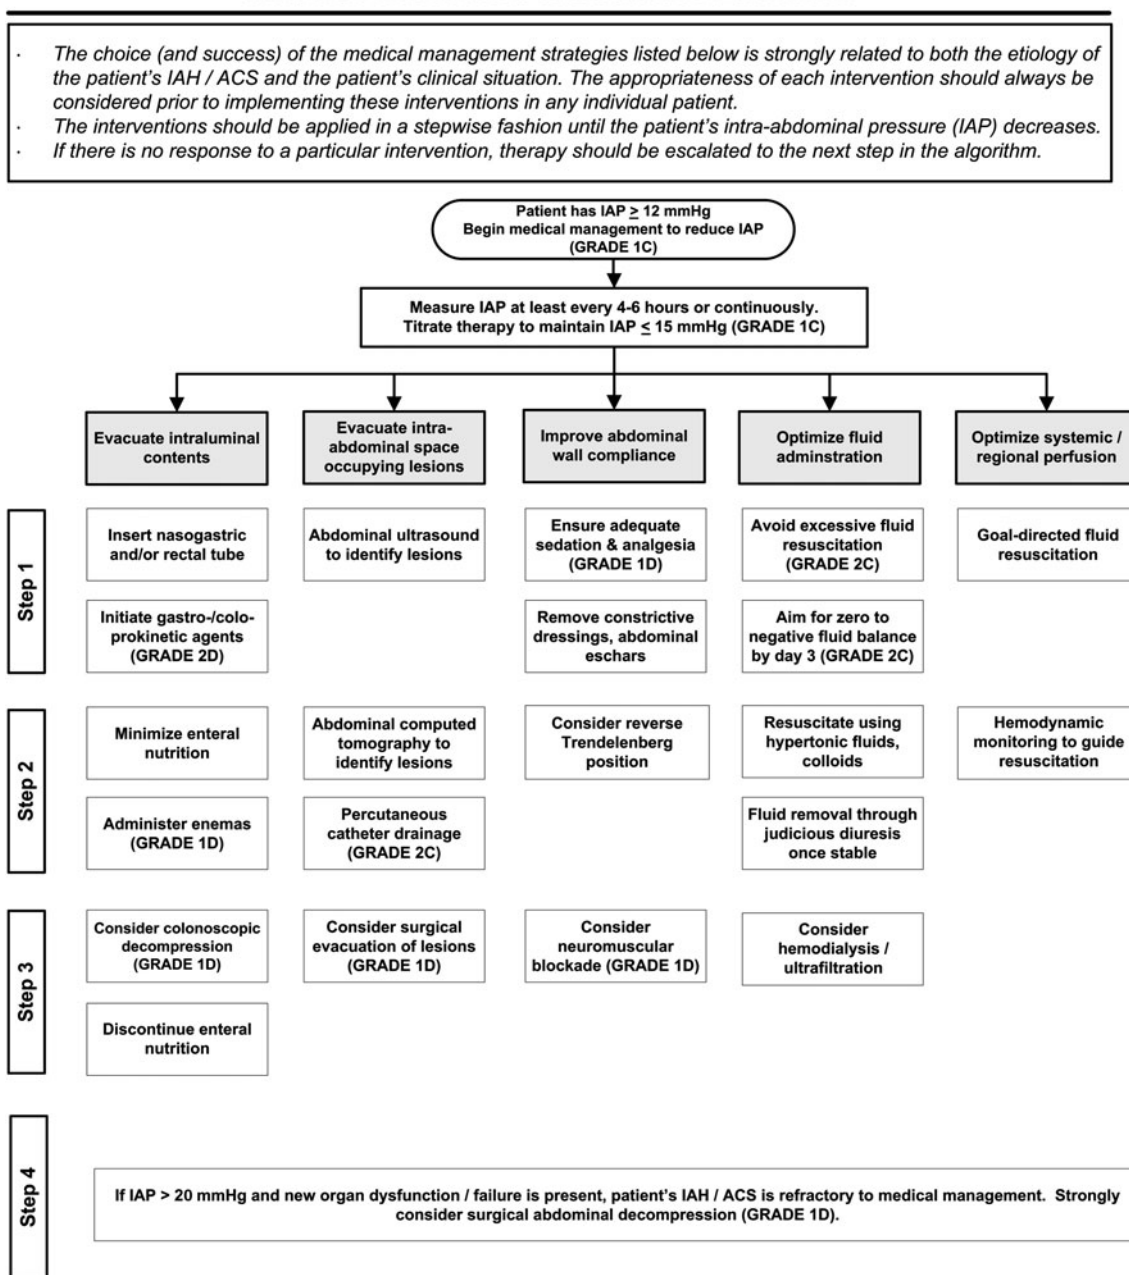 · The choice (and success) of the medical management strategies listed below is strongly related to both the etiology of
the patient's IAH / ACS and the patient's clinical situation. The appropriateness of each intervention should always be
considered prior to implementing these interventions in any individual patient.
· The interventions should be applied in a stepwise fashion until the patient's intra-abdominal pressure (IAP) decreases.
· If there is no response to a particular intervention, therapy should be escalated to the next step in the algorithm.
Patient has IAP ≥ 12 mmHg
Begin medical management to reduce IAP
(GRADE 1C)
Measure IAP at least every 4-6 hours or continuously.
Titrate therapy to maintain IAP ≤ 15 mmHg (GRADE 1C)
Evacuate intraluminal
contents
Evacuate intra-
abdominal space
occupying lesions
Improve abdominal
wall compliance
Optimize fluid
adminstration
Optimize systemic /
regional perfusion
Step 1
Insert nasogastric
and/or rectal tube
Abdominal ultrasound
to identify lesions
Ensure adequate
sedation & analgesia
(GRADE 1D)
Avoid excessive fluid
resuscitation
(GRADE 2C)
Goal-directed fluid
resuscitation
Initiate gastro-/colo-
prokinetic agents
(GRADE 2D)
Remove constrictive
dressings, abdominal
eschars
Aim for zero to
negative fluid balance
by day 3 (GRADE 2C)
Step 2
Minimize enteral
nutrition
Abdominal computed
tomography to
identify lesions
Consider reverse
Trendelenberg
position
Resuscitate using
hypertonic fluids,
colloids
Hemodynamic
monitoring to guide
resuscitation
Administer enemas
(GRADE 1D)
Percutaneous
catheter drainage
(GRADE 2C)
Fluid removal through
judicious diuresis
once stable
Step 3
Consider colonoscopic
decompression
(GRADE 1D)
Consider surgical
evacuation of lesions
(GRADE 1D)
Consider
neuromuscular
blockade (GRADE 1D)
Consider
hemodialysis /
ultrafiltration
Discontinue enteral
nutrition
Step 4
If IAP > 20 mmHg and new organ dysfunction / failure is present, patient's IAH / ACS is refractory to medical management. Strongly
consider surgical abdominal decompression (GRADE 1D).